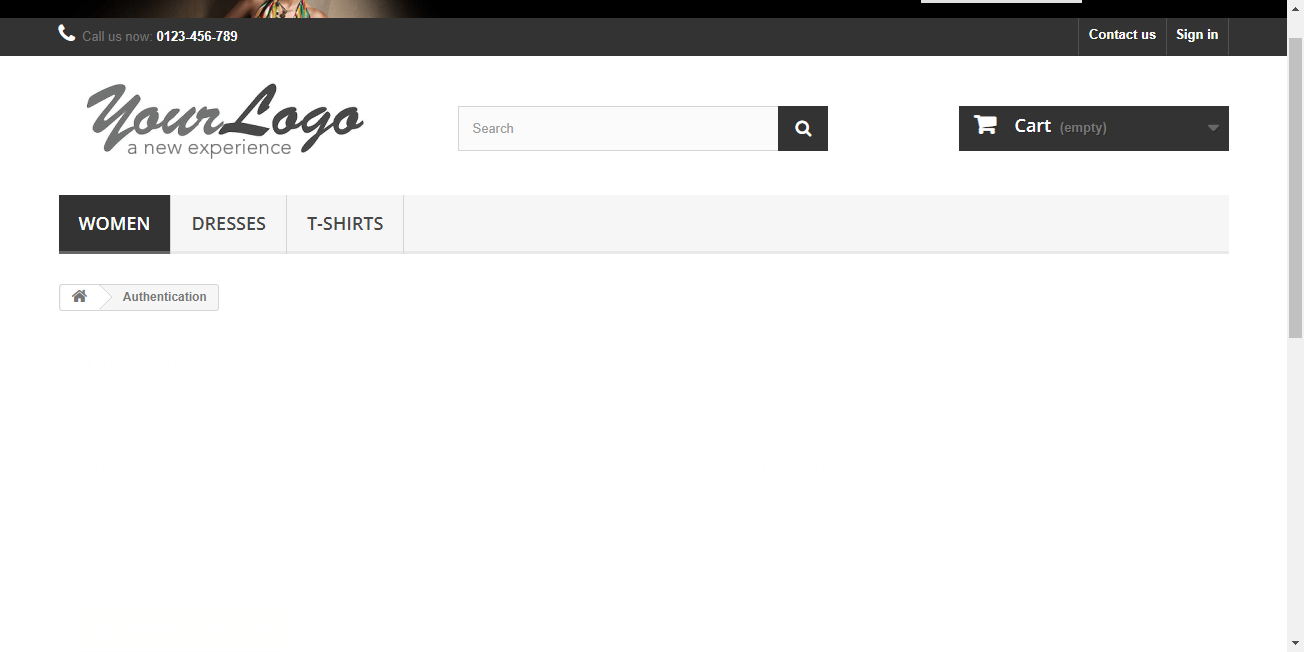 Call us now: 0123-456-789
Contact us
Sign in
YourLogo
a new experience
Search
Cart (empty)
WOMEN
DRESSES
T-SHIRTS
Authentication